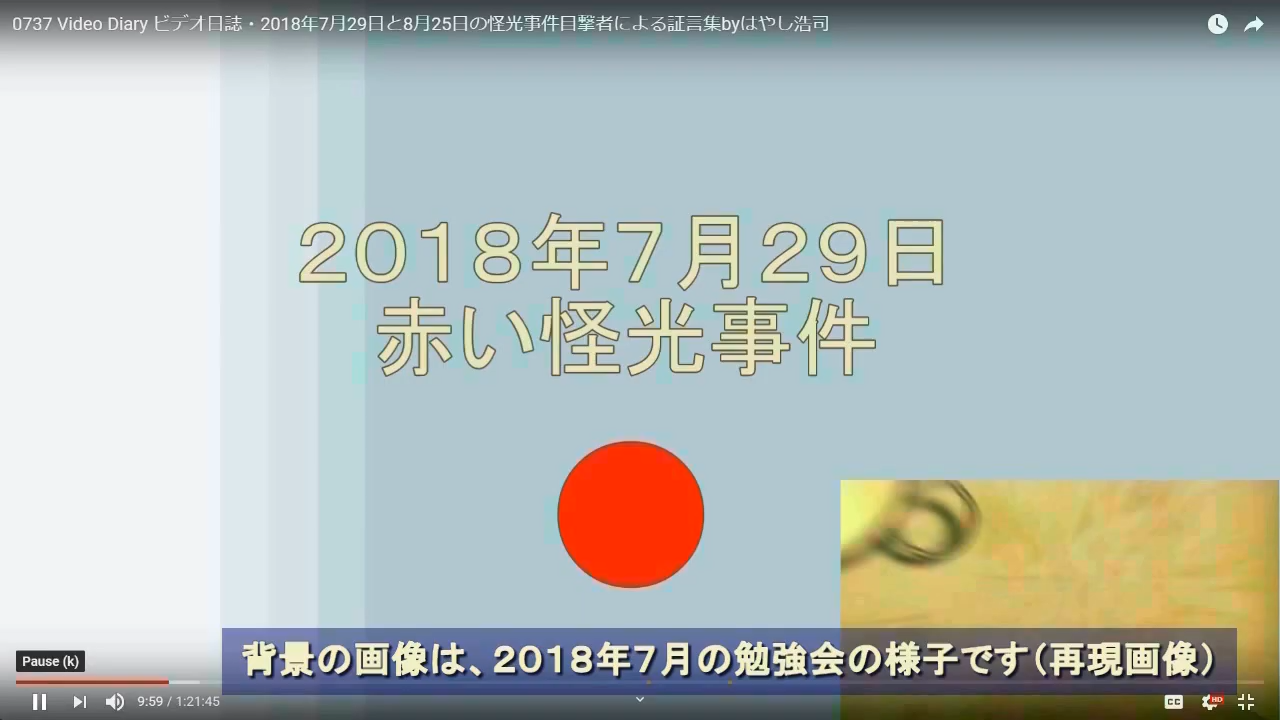 0737 Video Diary ビデオ日誌・2018年7月29日と8月25日の怪光事件目撃者による証言集byはやし浩司
２０１８年７月２９日
赤い怪光事件
背景の画像は、２０１８年７月の勉強会の様子です（再現画像）
Pause (k)
9:59 / 1:21:45
CC
HD